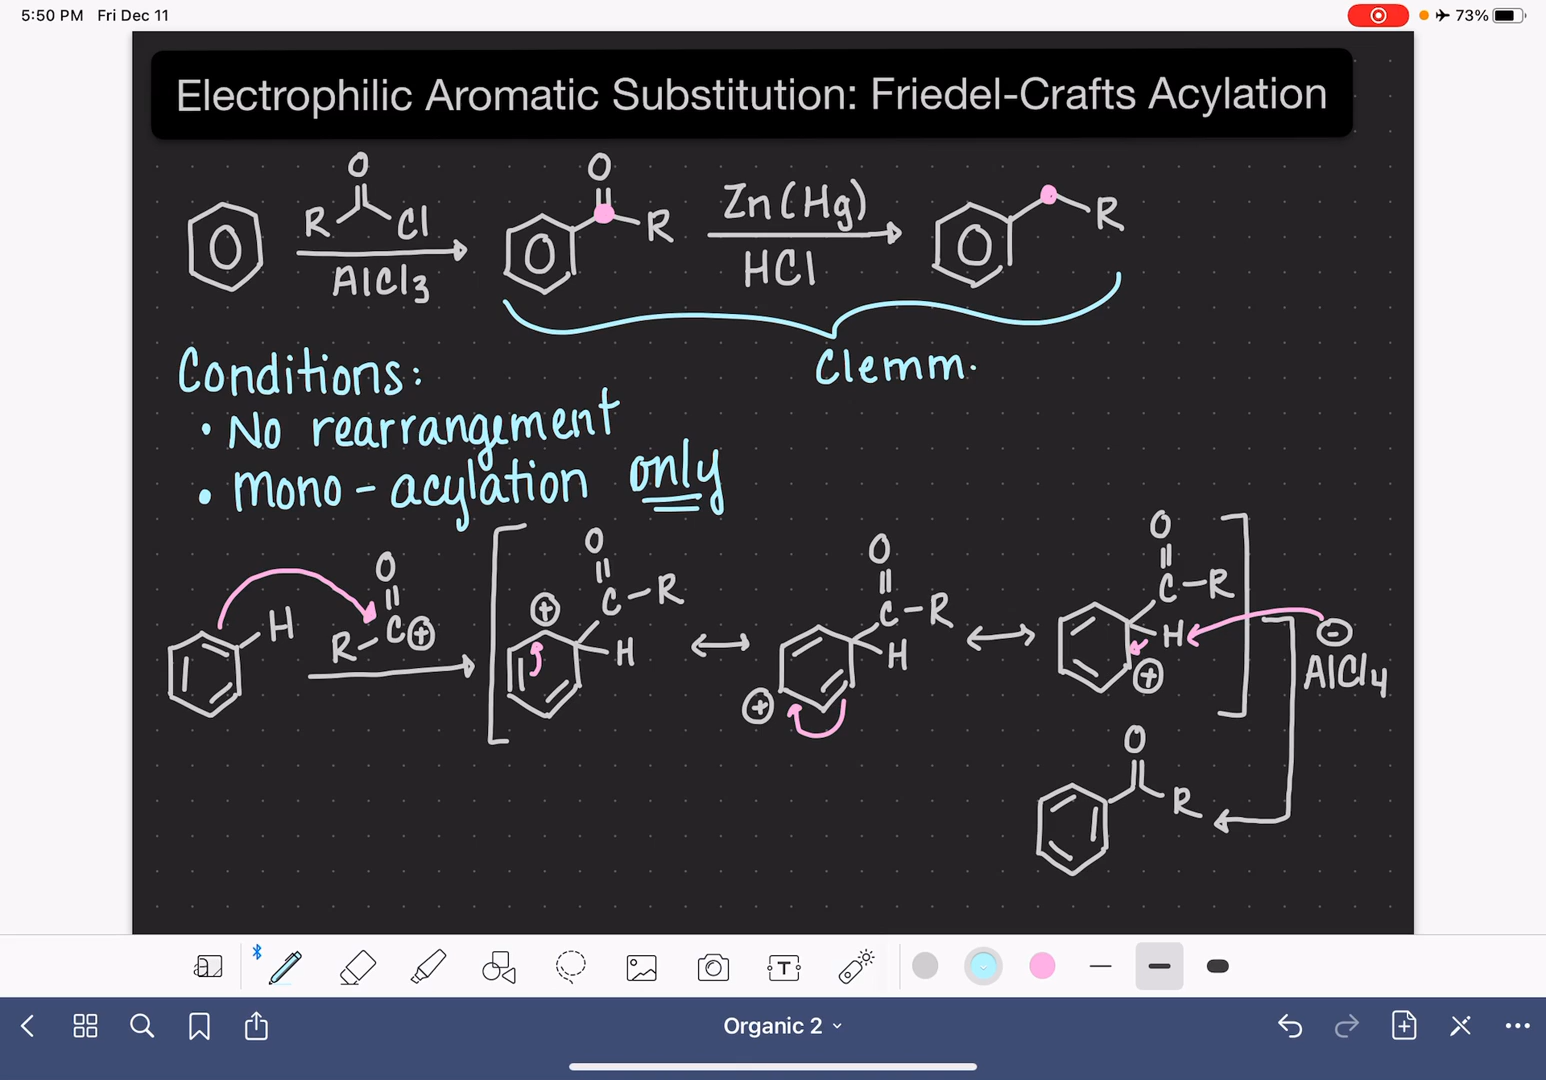 5:50 PM Fri Dec 11
73%
Electrophilic Aromatic Substitution: Friedel-Crafts Acylation
O
R Cl
AlCl3
O
R
Zn(Hg)
HCl
R
Clemm.
Conditions:
• No rearrangement
• Mono-acylation only
H
O
R-C⊕
O
C-R
⊕
H
O
C-R
H
⊕
O
C-R
H
⊕
⊖
AlCl4
O
R
T
Organic 2